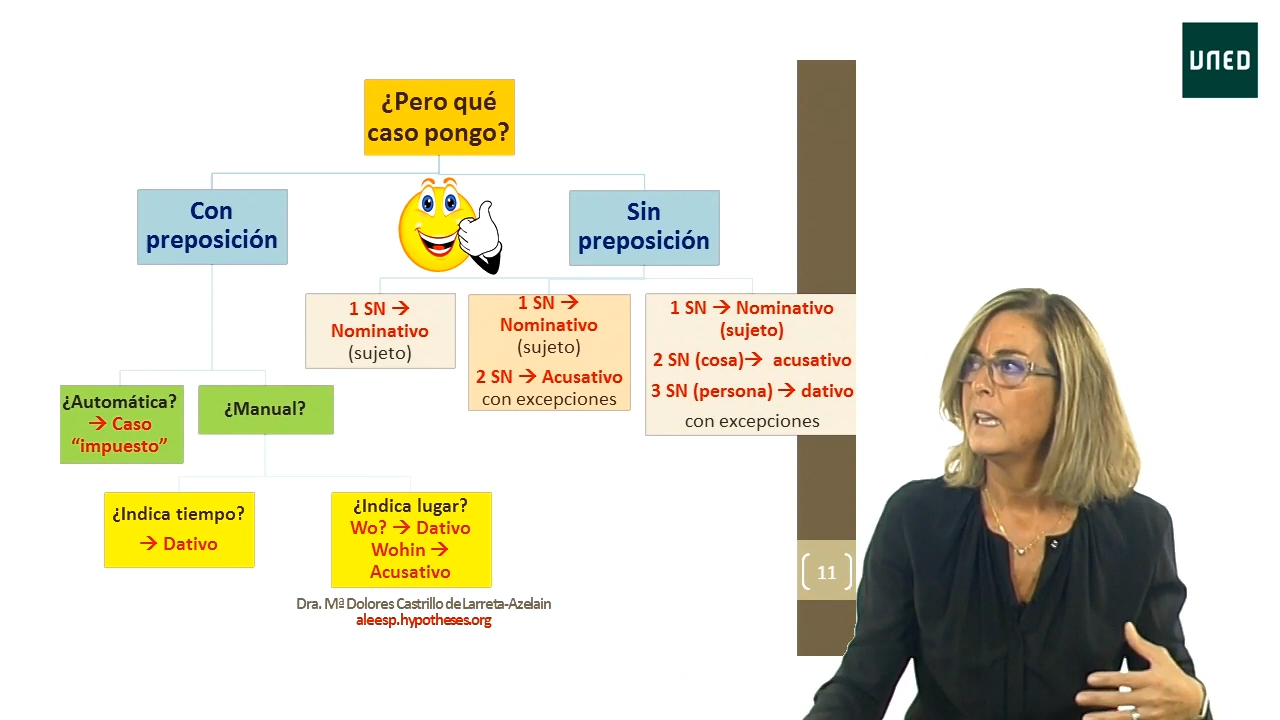 UNED
¿Pero qué
caso pongo?
Con
preposición
Sin
preposición
1 SN →
Nominativo
(sujeto)
1 SN →
Nominativo
(sujeto)
2 SN → Acusativo
con excepciones
1 SN → Nominativo
(sujeto)
2 SN (cosa)→ acusativo
3 SN (persona) → dativo
con excepciones
¿Automática?
→ Caso
“impuesto”
¿Manual?
¿Indica tiempo?
→ Dativo
¿Indica lugar?
Wo? → Dativo
Wohin →
Acusativo
11
Dra. Mª Dolores Castrillo de Larreta-Azelain
aleesp.hypotheses.org